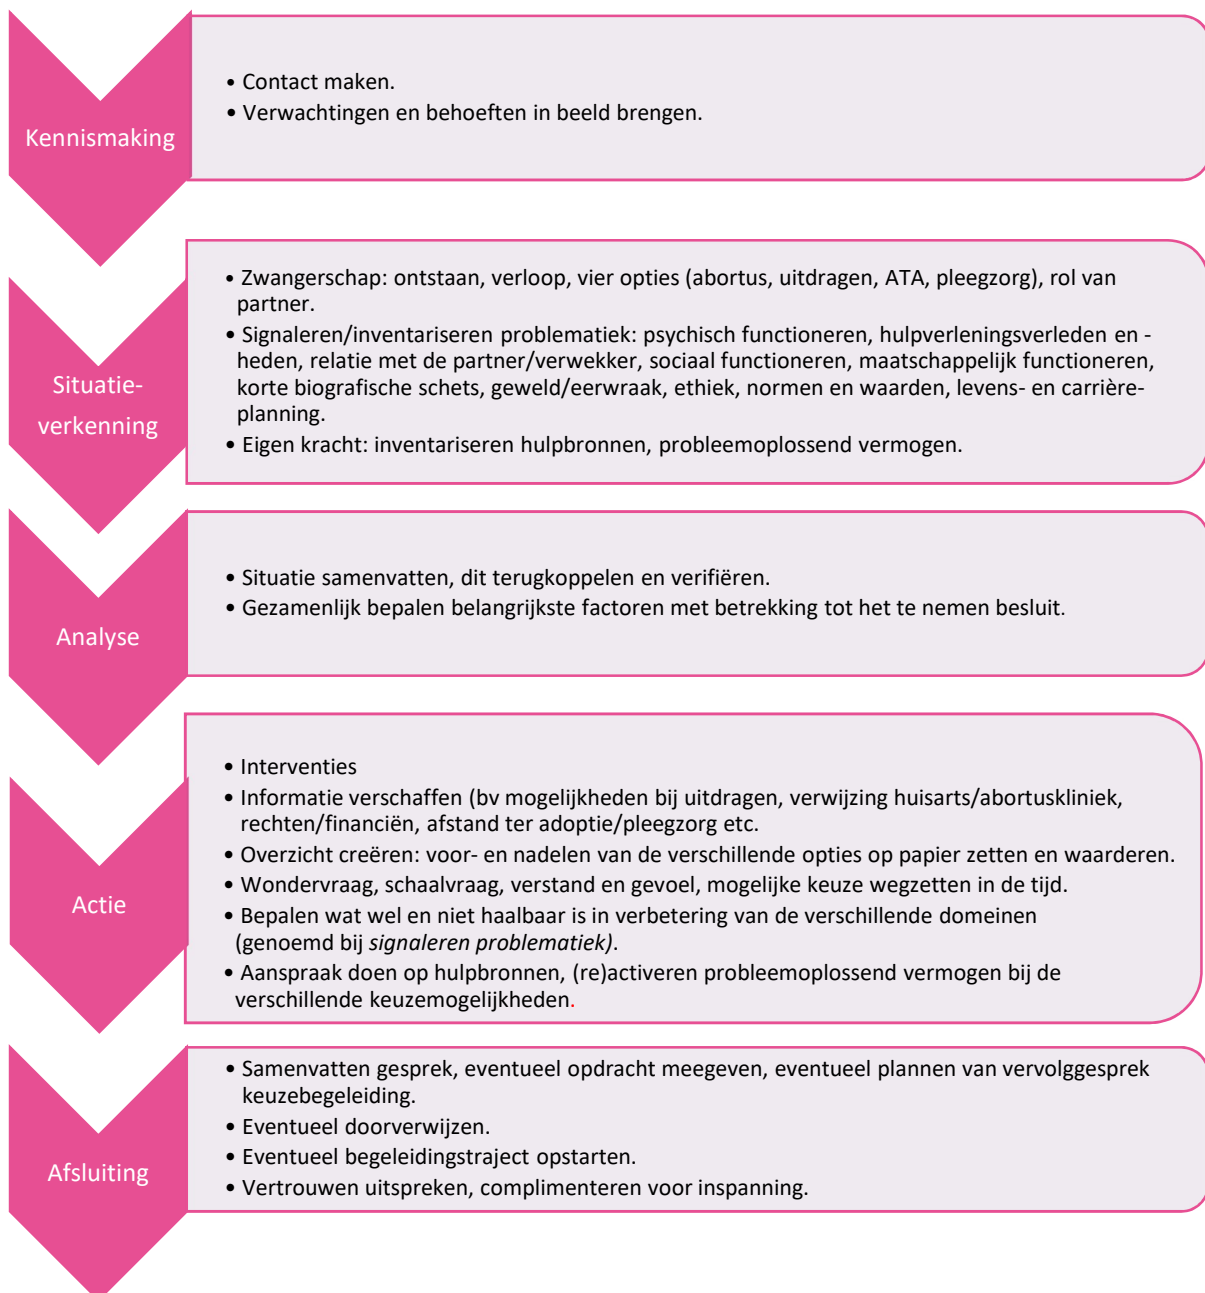 Kennismaking
• Contact maken.
• Verwachtingen en behoeften in beeld brengen.
Situatie-
verkenning
• Zwangerschap: ontstaan, verloop, vier opties (abortus, uitdragen, ATA, pleegzorg), rol van
partner.
• Signaleren/inventariseren problematiek: psychisch functioneren, hulpverleningsverleden en -
heden, relatie met de partner/verwekker, sociaal functioneren, maatschappelijk functioneren,
korte biografische schets, geweld/eerwraak, ethiek, normen en waarden, levens- en carrière-
planning.
• Eigen kracht: inventariseren hulpbronnen, probleemoplossend vermogen.
Analyse
• Situatie samenvatten, dit terugkoppelen en verifiëren.
• Gezamenlijk bepalen belangrijkste factoren met betrekking tot het te nemen besluit.
Actie
• Interventies
• Informatie verschaffen (bv mogelijkheden bij uitdragen, verwijzing huisarts/abortuskliniek,
rechten/financiën, afstand ter adoptie/pleegzorg etc.
• Overzicht creëren: voor- en nadelen van de verschillende opties op papier zetten en waarderen.
• Wondervraag, schaalvraag, verstand en gevoel, mogelijke keuze wegzetten in de tijd.
• Bepalen wat wel en niet haalbaar is in verbetering van de verschillende domeinen
(genoemd bij signaleren problematiek).
• Aanspraak doen op hulpbronnen, (re)activeren probleemoplossend vermogen bij de
verschillende keuzemogelijkheden.
Afsluiting
• Samenvatten gesprek, eventueel opdracht meegeven, eventueel plannen van vervolggesprek
keuzebegeleiding.
• Eventueel doorverwijzen.
• Eventueel begeleidingstraject opstarten.
• Vertrouwen uitspreken, complimenteren voor inspanning.